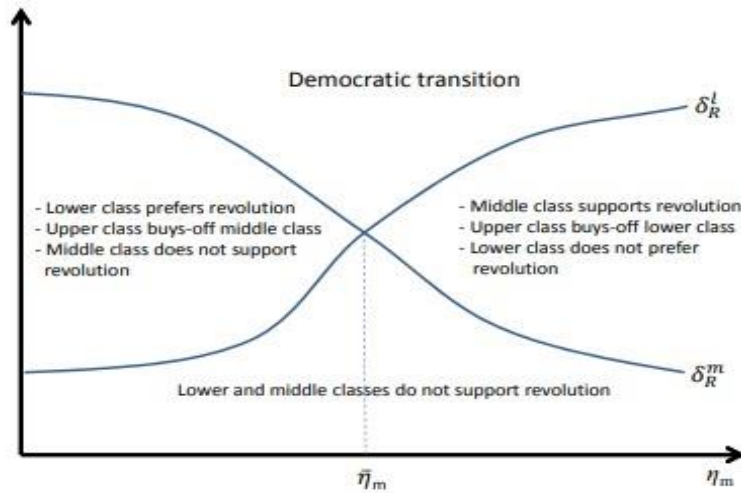 Democratic transition
δ_R^l
- Lower class prefers revolution
- Upper class buys-off middle class
- Middle class does not support
revolution
- Middle class supports revolution
- Upper class buys-off lower class
- Lower class does not prefer
revolution
δ_R^m
Lower and middle classes do not support revolution
η̄_m
η_m